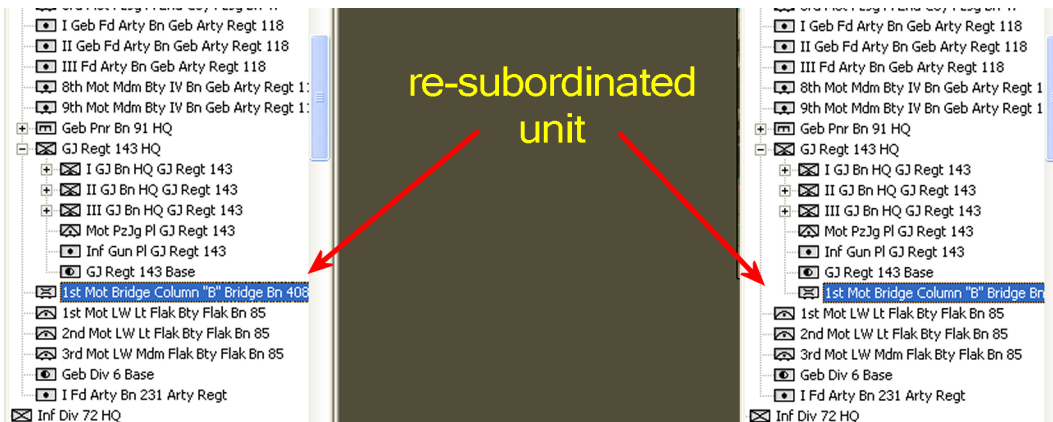 I Geb Fd Arty Bn Geb Arty Regt 118
II Geb Fd Arty Bn Geb Arty Regt 118
III Fd Arty Bn Geb Arty Regt 118
8th Mot Mdm Bty IV Bn Geb Arty Regt 11
9th Mot Mdm Bty IV Bn Geb Arty Regt 11
Geb Pnr Bn 91 HQ
GJ Regt 143 HQ
I GJ Bn HQ GJ Regt 143
II GJ Bn HQ GJ Regt 143
III GJ Bn HQ GJ Regt 143
Mot PzJg Pl GJ Regt 143
Inf Gun Pl GJ Regt 143
GJ Regt 143 Base
1st Mot Bridge Column "B" Bridge Bn 408
1st Mot LW Lt Flak Bty Flak Bn 85
2nd Mot LW Lt Flak Bty Flak Bn 85
3rd Mot LW Mdm Flak Bty Flak Bn 85
Geb Div 6 Base
I Fd Arty Bn 231 Arty Regt
Inf Div 72 HQ
re-subordinated
unit
I Geb Fd Arty Bn Geb Arty Regt 118
II Geb Fd Arty Bn Geb Arty Regt 118
III Fd Arty Bn Geb Arty Regt 118
8th Mot Mdm Bty IV Bn Geb Arty Regt 1
9th Mot Mdm Bty IV Bn Geb Arty Regt 1
Geb Pnr Bn 91 HQ
GJ Regt 143 HQ
I GJ Bn HQ GJ Regt 143
II GJ Bn HQ GJ Regt 143
III GJ Bn HQ GJ Regt 143
Mot PzJg Pl GJ Regt 143
Inf Gun Pl GJ Regt 143
GJ Regt 143 Base
1st Mot Bridge Column "B" Bridge Bn
1st Mot LW Lt Flak Bty Flak Bn 85
2nd Mot LW Lt Flak Bty Flak Bn 85
3rd Mot LW Mdm Flak Bty Flak Bn 85
Geb Div 6 Base
I Fd Arty Bn 231 Arty Regt
Inf Div 72 HQ